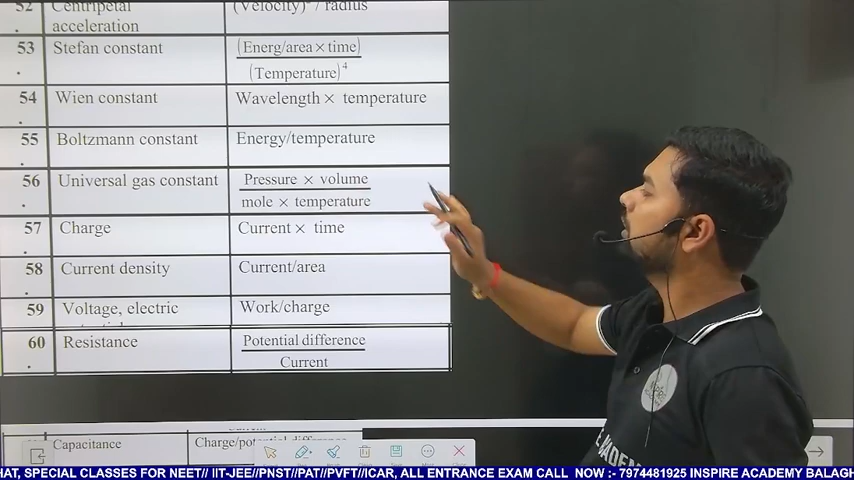 52 Centripetal (Velocity)² / radius
. acceleration
53 Stefan constant (Energ/area × time)
. (Temperature)⁴
54 Wien constant Wavelength × temperature
.
55 Boltzmann constant Energy/temperature
.
56 Universal gas constant Pressure × volume
. mole × temperature
57 Charge Current × time
.
58 Current density Current/area
.
59 Voltage, electric Work/charge
60 Resistance Potential difference
. Current
Capacitance Charge/potential difference
HAT, SPECIAL CLASSES FOR NEET// IIT-JEE//PNST//PAT//PVFT//ICAR, ALL ENTRANCE EXAM CALL NOW :- 7974481925 INSPIRE ACADEMY BALAGH